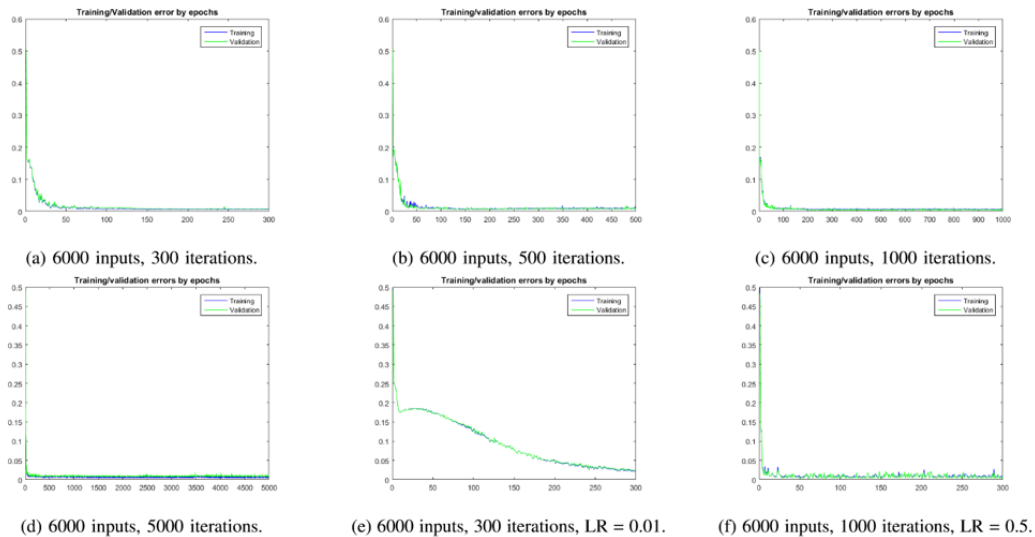 Training/Validation error by epochs
0.6
0.5
0.4
0.3
0.2
0.1
0
0 50 100 150 200 250 300
Training
Validation
(a) 6000 inputs, 300 iterations.
Training/validation errors by epochs
0.6
0.5
0.4
0.3
0.2
0.1
0
0 50 100 150 200 250 300 350 400 450 500
Training
Validation
(b) 6000 inputs, 500 iterations.
Training/validation errors by epochs
0.6
0.5
0.4
0.3
0.2
0.1
0
0 100 200 300 400 500 600 700 800 900 1000
Training
Validation
(c) 6000 inputs, 1000 iterations.
Training/validation errors by epochs
0.5
0.45
0.4
0.35
0.3
0.25
0.2
0.15
0.1
0.05
0
0 500 1000 1500 2000 2500 3000 3500 4000 4500 5000
Training
Validation
(d) 6000 inputs, 5000 iterations.
Training/validation errors by epochs
0.5
0.45
0.4
0.35
0.3
0.25
0.2
0.15
0.1
0.05
0
0 50 100 150 200 250 300
Training
Validation
(e) 6000 inputs, 300 iterations, LR = 0.01.
Training/validation errors by epochs
0.5
0.45
0.4
0.35
0.3
0.25
0.2
0.15
0.1
0.05
0
0 50 100 150 200 250 300
Training
Validation
(f) 6000 inputs, 1000 iterations, LR = 0.5.